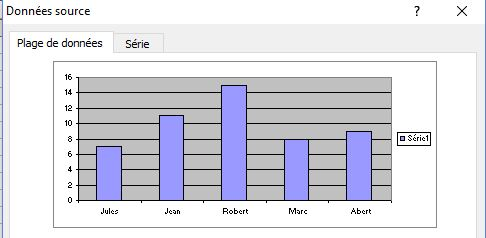 Données source
?
Plage de données
Série
16
14
12
10
8
6
4
2
0
Jules Jean Robert Marc Abert
Série1